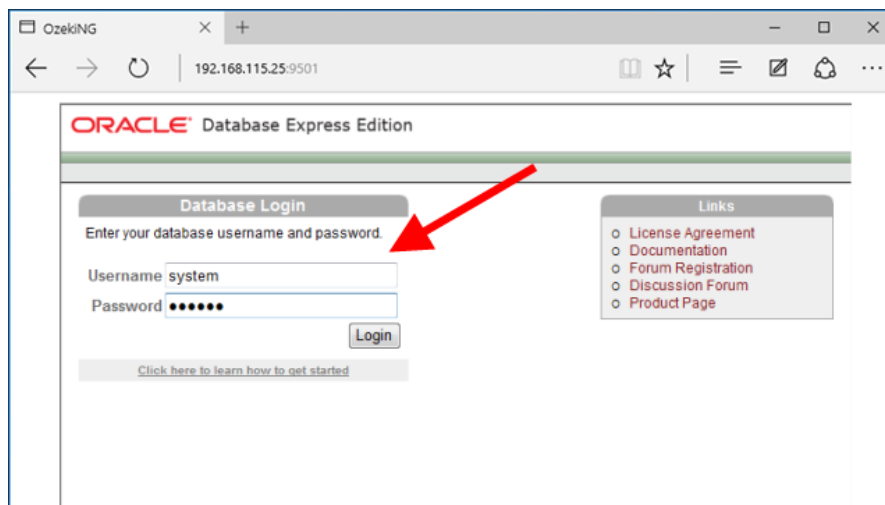 OzekiNG
192.168.115.25:9501
ORACLE® Database Express Edition
Database Login
Enter your database username and password.
Username system
Password ••••••
Login
Click here to learn how to get started
Links
License Agreement
Documentation
Forum Registration
Discussion Forum
Product Page